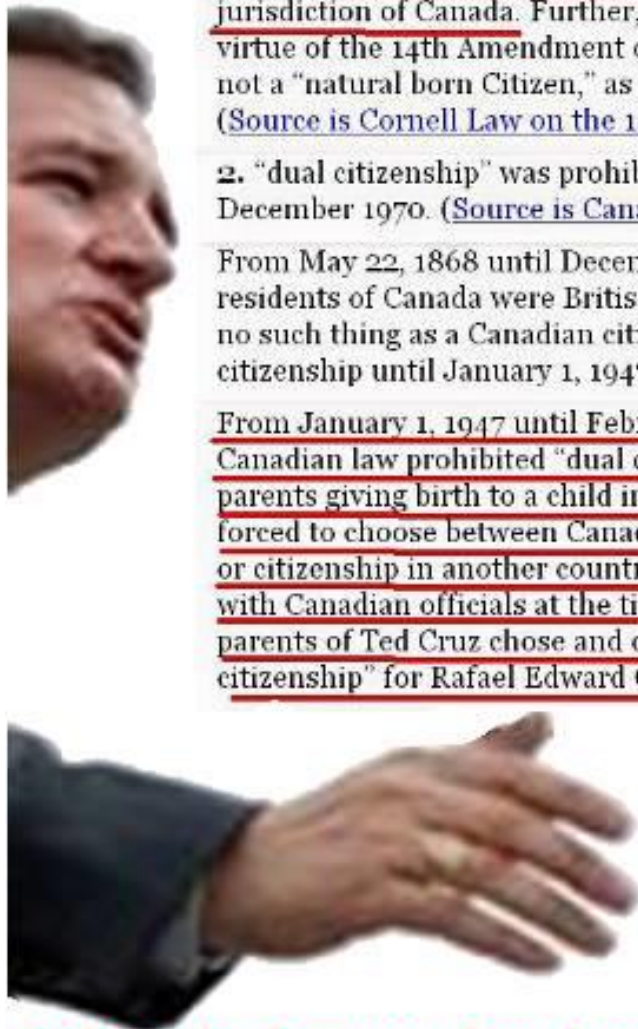 jurisdiction of Canada. Further,
virtue of the 14th Amendment
not a “natural born Citizen,” as
(Source is Cornell Law on the 1
2. “dual citizenship” was prohib
December 1970. (Source is Can
From May 22, 1868 until Decem
residents of Canada were Britis
no such thing as a Canadian citi
citizenship until January 1, 194
From January 1, 1947 until Feb
Canadian law prohibited “dual
parents giving birth to a child in
forced to choose between Cana
or citizenship in another countr
with Canadian officials at the ti
parents of Ted Cruz chose and
citizenship” for Rafael Edward